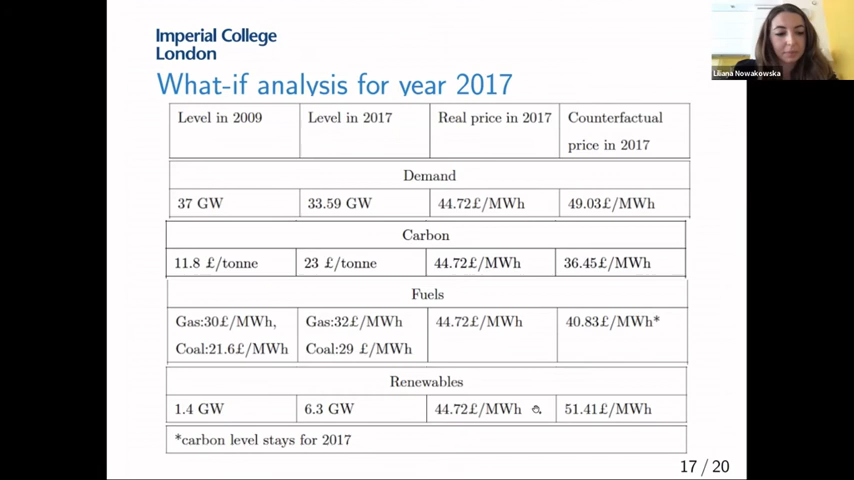 Imperial College
London
Liliana Nowakowska
What-if analysis for year 2017
Level in 2009 Level in 2017 Real price in 2017 Counterfactual
price in 2017
Demand
37 GW 33.59 GW 44.72£/MWh 49.03£/MWh
Carbon
11.8 £/tonne 23 £/tonne 44.72£/MWh 36.45£/MWh
Fuels
Gas:30£/MWh, Gas:32£/MWh 44.72£/MWh 40.83£/MWh*
Coal:21.6£/MWh Coal:29 £/MWh
Renewables
1.4 GW 6.3 GW 44.72£/MWh 51.41£/MWh
*carbon level stays for 2017
17 / 20